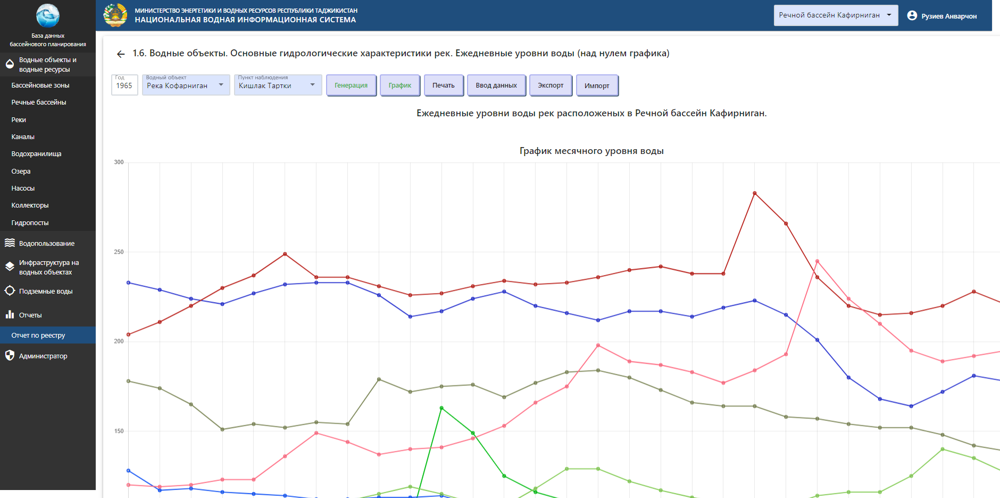 База данных
бассейнового планирования
Водные объекты и
водные ресурсы
Бассейновые зоны
Речные бассейны
Реки
Каналы
Водохранилища
Озера
Насосы
Коллекторы
Гидропосты
Водопользование
Инфраструктура на
водных объектах
Подземные воды
Отчеты
Отчет по реестру
Администратор
МИНИСТЕРСТВО ЭНЕРГЕТИКИ И ВОДНЫХ РЕСУРСОВ РЕСПУБЛИКИ ТАДЖИКИСТАН
НАЦИОНАЛЬНАЯ ВОДНАЯ ИНФОРМАЦИОННАЯ СИСТЕМА
Речной бассейн Кафирниган
Рузиев Анварчон
1.6. Водные объекты. Основные гидрологические характеристики рек. Ежедневные уровни воды (над нулем графика)
Год
1965
Водный объект
Река Кофарниган
Пункт наблюдения
Кишлак Тартки
Генерация
График
Печать
Ввод данных
Экспорт
Импорт
Ежедневные уровни воды рек расположеных в Речной бассейн Кафирниган.
График месячного уровня воды
300
250
200
150